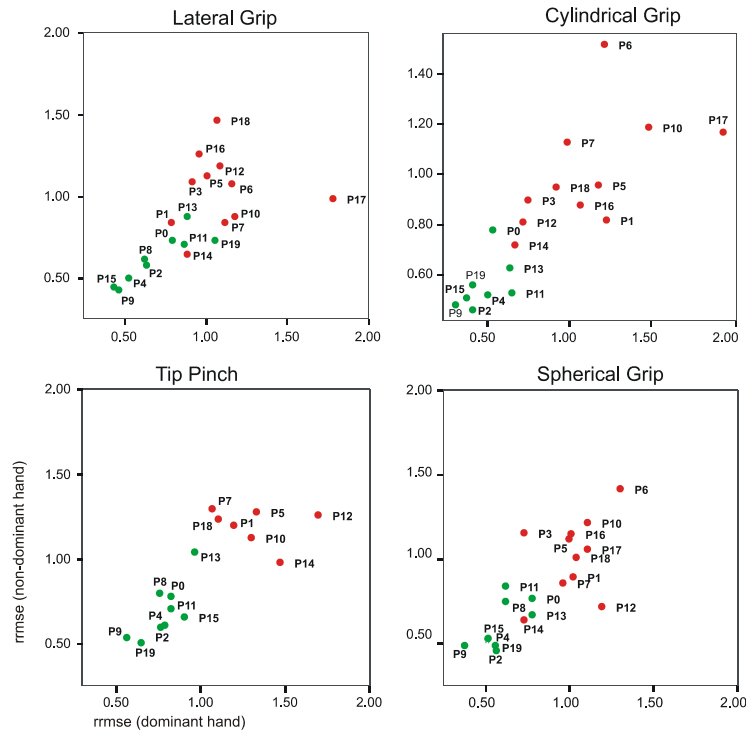 Lateral Grip
Cylindrical Grip
2.00
1.50
1.00
0.50
0.50
1.00
1.50
2.00
P18
P16
P12
P3
P5
P6
P17
P13
P1
P10
P7
P0
P11
P19
P14
P8
P2
P15
P4
P9
1.40
1.20
1.00
0.80
0.60
0.50
1.00
1.50
2.00
P6
P17
P10
P7
P18
P5
P3
P16
P12
P1
P0
P14
P13
P19
P15
P4
P11
P9
P2
Tip Pinch
Spherical Grip
rrmse (non-dominant hand)
2.00
1.50
1.00
0.50
0.50
1.00
1.50
2.00
rrmse (dominant hand)
P7
P5
P12
P18
P1
P10
P13
P14
P8
P0
P11
P4
P15
P9
P2
P19
2.00
1.50
1.00
0.50
0.50
1.00
1.50
2.00
P6
P10
P3
P16
P5
P17
P18
P1
P7
P11
P0
P8
P12
P13
P14
P15
P4
P19
P9
P2